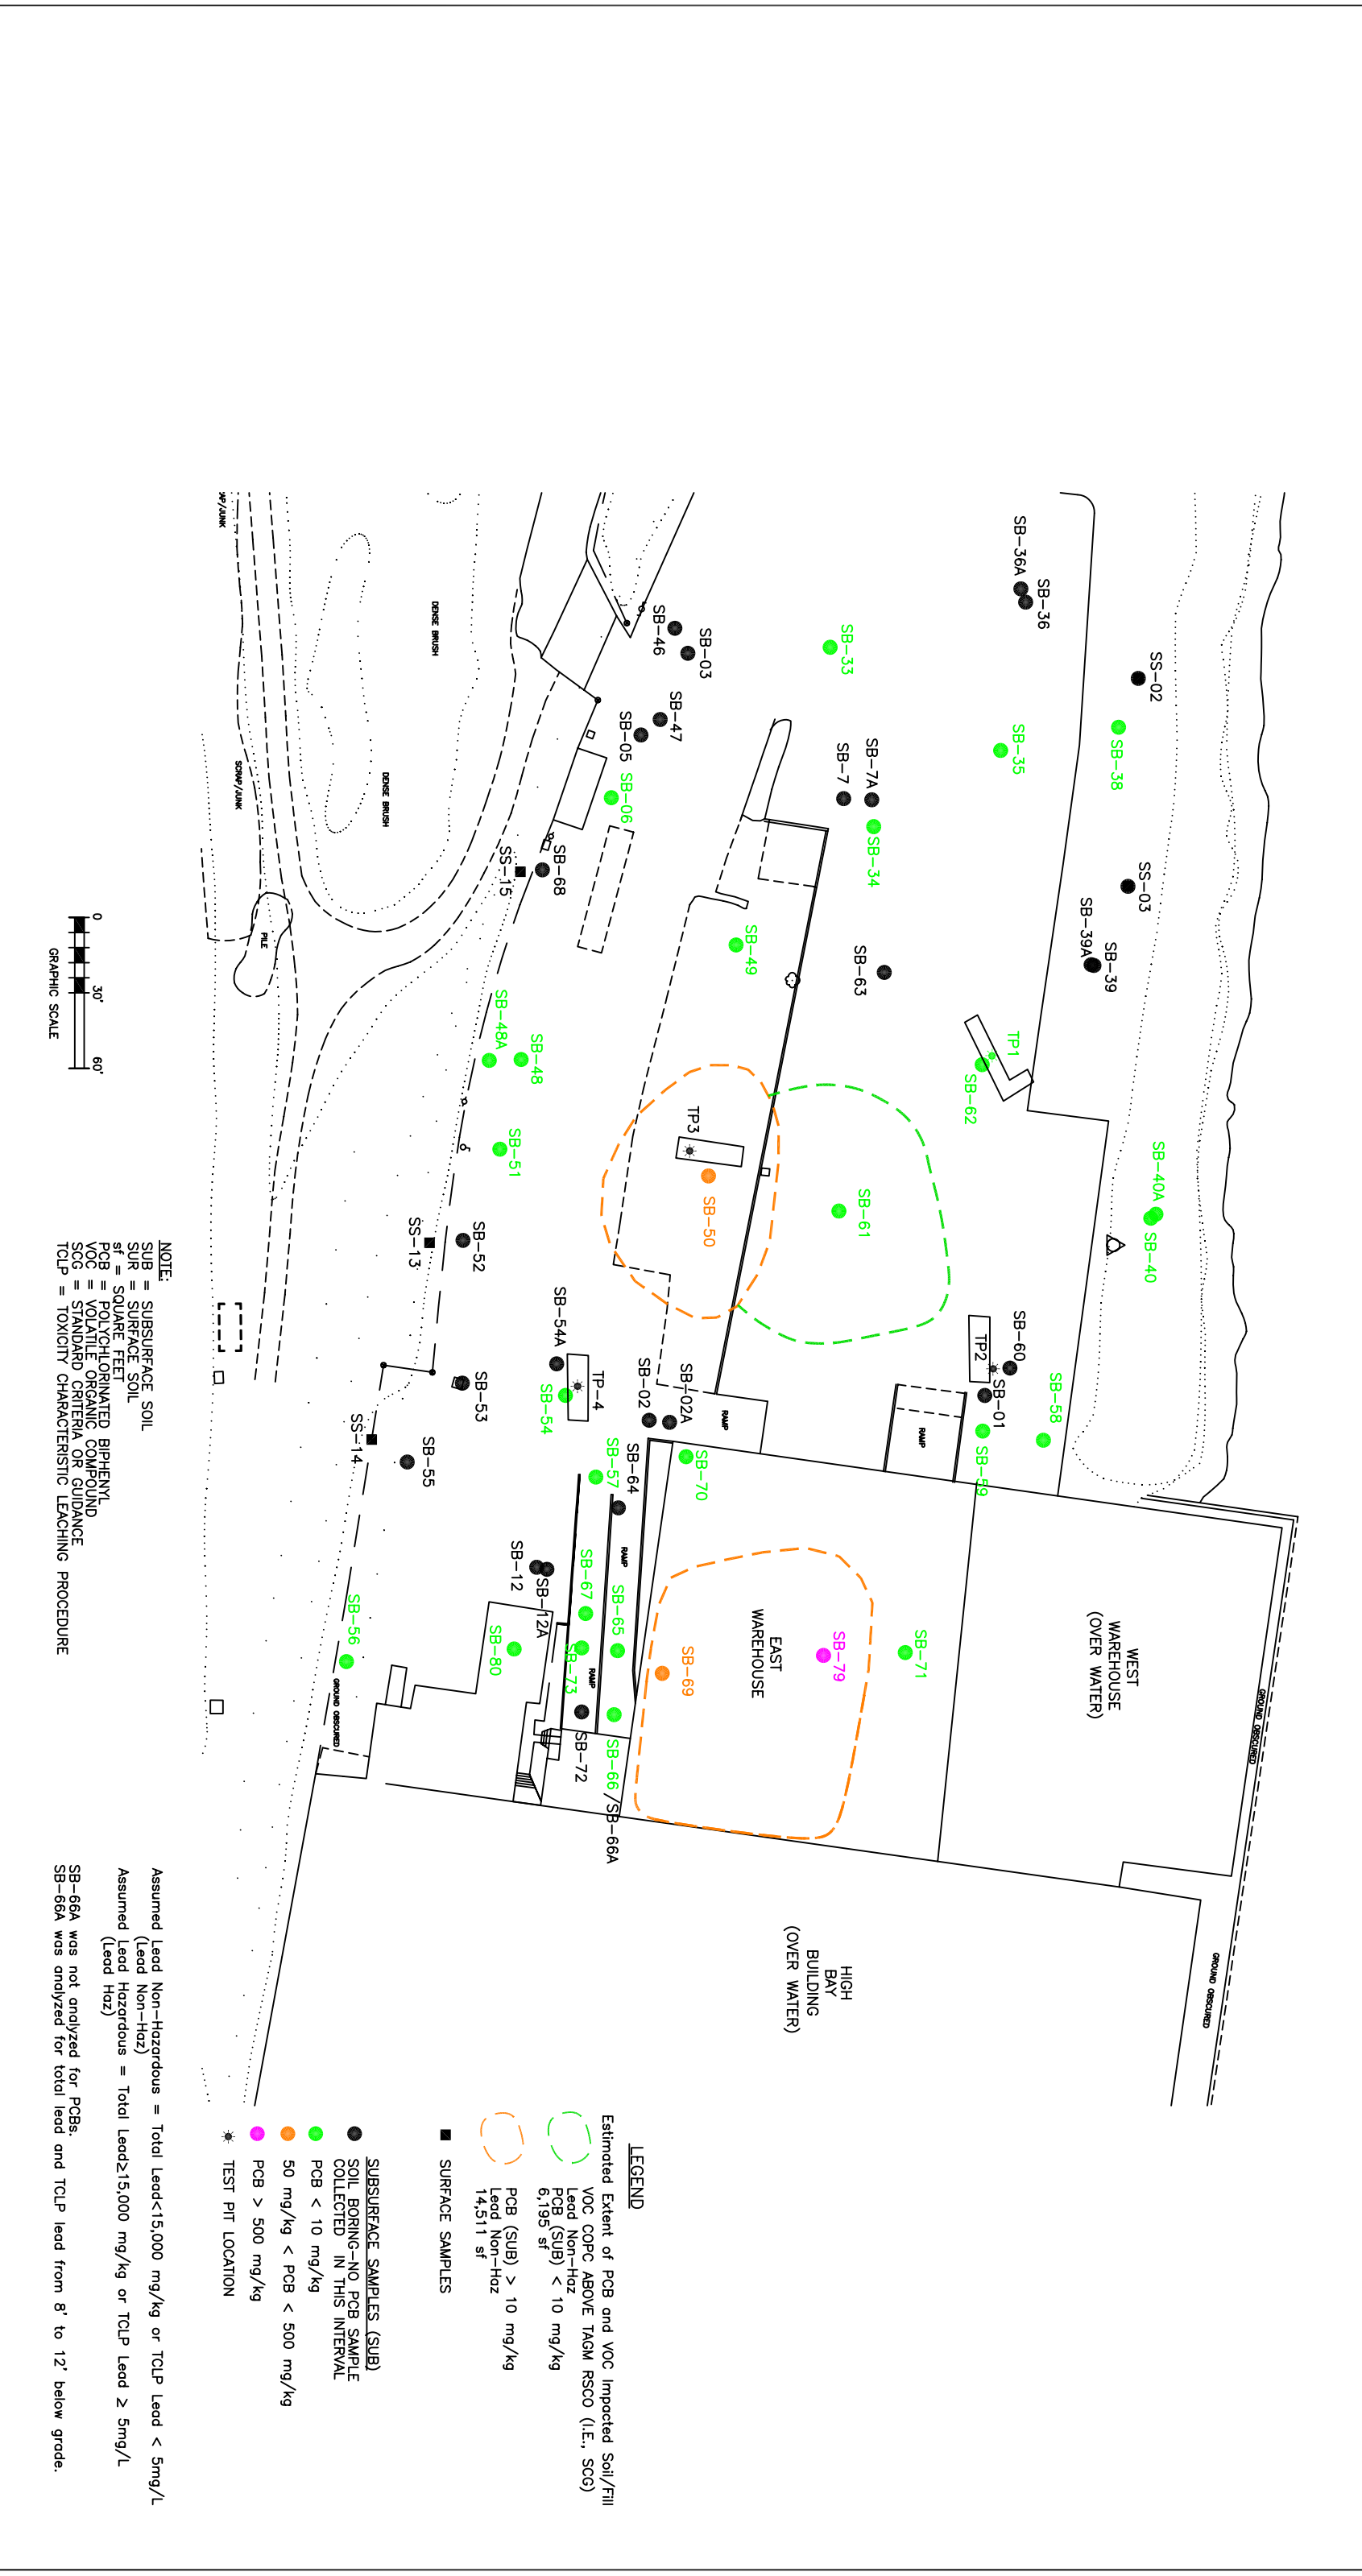 SB-36A
SB-36
SS-02
SB-38
SB-33
SB-35
SB-46
SB-03
SB-47
SB-05
SB-06
SB-7
SB-7A
SB-34
SS-03
SB-39A
SB-39
SB-63
SB-49
SB-68
SS-15
DENSE BRUSH
DENSE BRUSH
AP/JUNK
SCRAP/JUNK
PILE
SB-48A
SB-48
SB-51
TP1
SB-62
TP3
SB-50
SB-61
SB-40A
SB-40
SS-13
SB-52
SB-54A
TP-4
SB-54
SB-02
SB-02A
RAMP
TP2
SB-60
SB-01
SB-58
SB-59
RAMP
SB-53
SS-14
SB-55
SB-57
SB-64
SB-70
RAMP
SB-12
SB-12A
SB-67
SB-65
SB-56
SB-80
SB-73
RAMP
SB-69
EAST
WAREHOUSE
SB-79
SB-71
WEST
WAREHOUSE
(OVER WATER)
GROUND OBSCURED
GROUND OBSCURED
SB-72
SB-66/SB-66A
HIGH
BAY
BUILDING
(OVER WATER)
GROUND OBSCURED
0
30'
60'
GRAPHIC SCALE
NOTE:
SUB = SUBSURFACE SOIL
SUR = SURFACE SOIL
sf = SQUARE FEET
PCB = POLYCHLORINATED BIPHENYL
VOC = VOLATILE ORGANIC COMPOUND
SCG = STANDARD CRITERIA OR GUIDANCE
TCLP = TOXICITY CHARACTERISTIC LEACHING PROCEDURE
Assumed Lead Non-Hazardous = Total Lead<15,000 mg/kg or TCLP Lead < 5mg/L
(Lead Non-Haz)
Assumed Lead Hazardous = Total Lead≥15,000 mg/kg or TCLP Lead ≥ 5mg/L
(Lead Haz)
SB-66A was not analyzed for PCBs.
SB-66A was analyzed for total lead and TCLP lead from 8' to 12' below grade.
LEGEND
Estimated Extent of PCB and VOC Impacted Soil/Fill
VOC COPC ABOVE TAGM RSCO (I.E., SCG)
Lead Non-Haz
PCB (SUB) < 10 mg/kg
6,195 sf
PCB (SUB) > 10 mg/kg
Lead Non-Haz
14,511 sf
SURFACE SAMPLES
SUBSURFACE SAMPLES (SUB)
SOIL BORING-NO PCB SAMPLE
COLLECTED IN THIS INTERVAL
PCB < 10 mg/kg
50 mg/kg < PCB < 500 mg/kg
PCB > 500 mg/kg
TEST PIT LOCATION